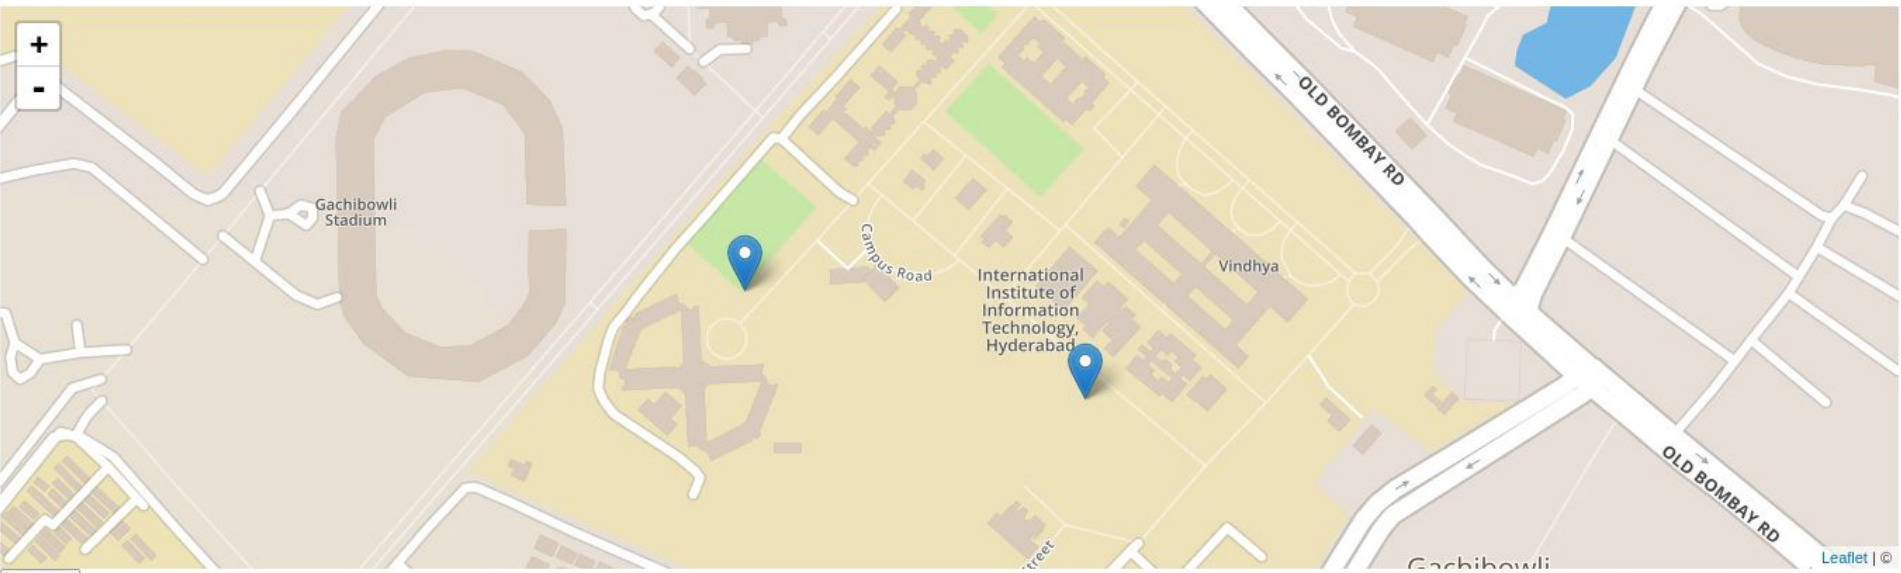 +
-
OLD BOMBAY RD
Gachibowli
Stadium
Campus Road
International
Institute of
Information
Technology,
Hyderabad
Vindhya
OLD BOMBAY RD
Street
Gachibowli
Leaflet | ©